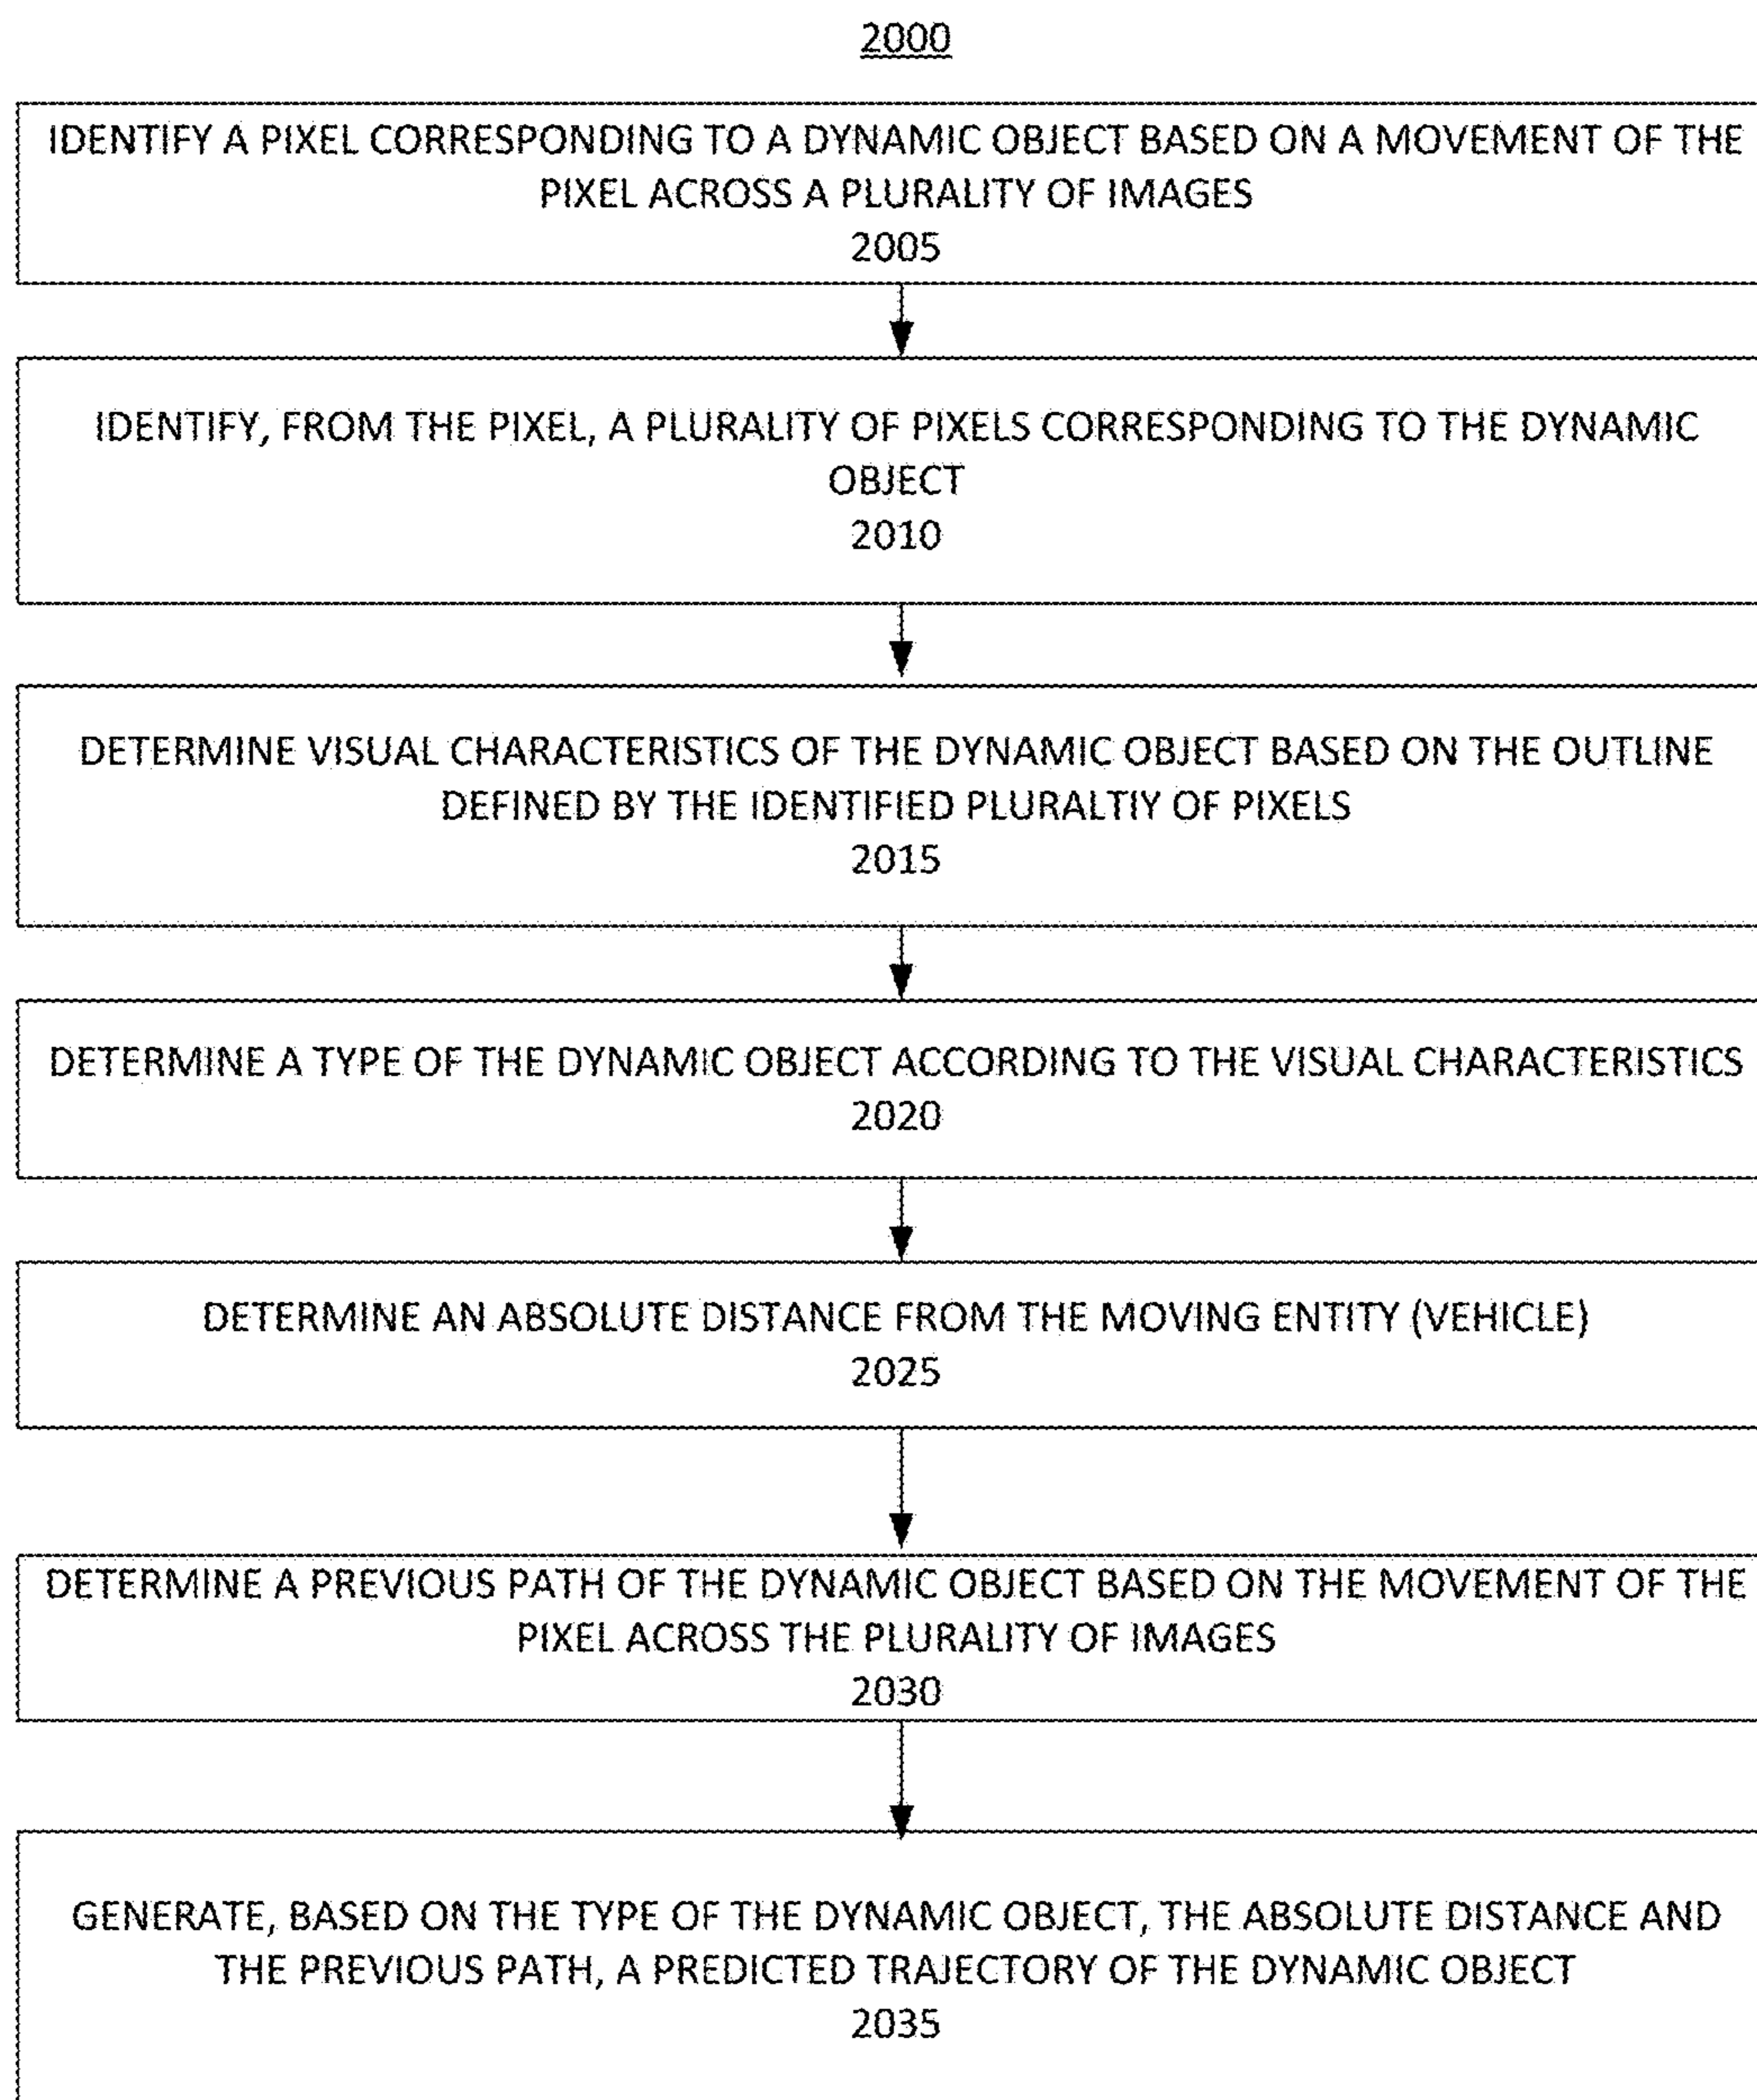 2000
IDENTIFY A PIXEL CORRESPONDING TO A DYNAMIC OBJECT BASED ON A MOVEMENT OF THE
PIXEL ACROSS A PLURALITY OF IMAGES
2005
IDENTIFY, FROM THE PIXEL, A PLURALITY OF PIXELS CORRESPONDING TO THE DYNAMIC
OBJECT
2010
DETERMINE VISUAL CHARACTERISTICS OF THE DYNAMIC OBJECT BASED ON THE OUTLINE
DEFINED BY THE IDENTIFIED PLURALTIY OF PIXELS
2015
DETERMINE A TYPE OF THE DYNAMIC OBJECT ACCORDING TO THE VISUAL CHARACTERISTICS
2020
DETERMINE AN ABSOLUTE DISTANCE FROM THE MOVING ENTITY (VEHICLE)
2025
DETERMINE A PREVIOUS PATH OF THE DYNAMIC OBJECT BASED ON THE MOVEMENT OF THE
PIXEL ACROSS THE PLURALITY OF IMAGES
2030
GENERATE, BASED ON THE TYPE OF THE DYNAMIC OBJECT, THE ABSOLUTE DISTANCE AND
THE PREVIOUS PATH, A PREDICTED TRAJECTORY OF THE DYNAMIC OBJECT
2035